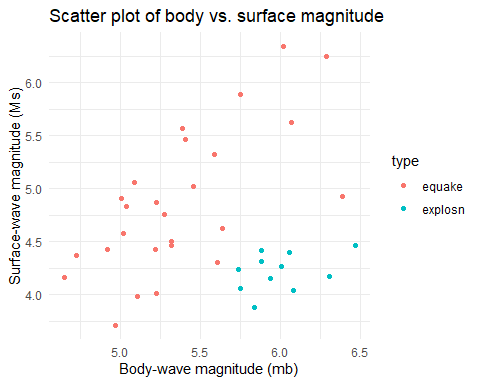 Scatter plot of body vs. surface magnitude
Surface-wave magnitude (Ms)
6.0
5.5
5.0
4.5
4.0
5.0 5.5 6.0 6.5
Body-wave magnitude (mb)
type
equake
explosn